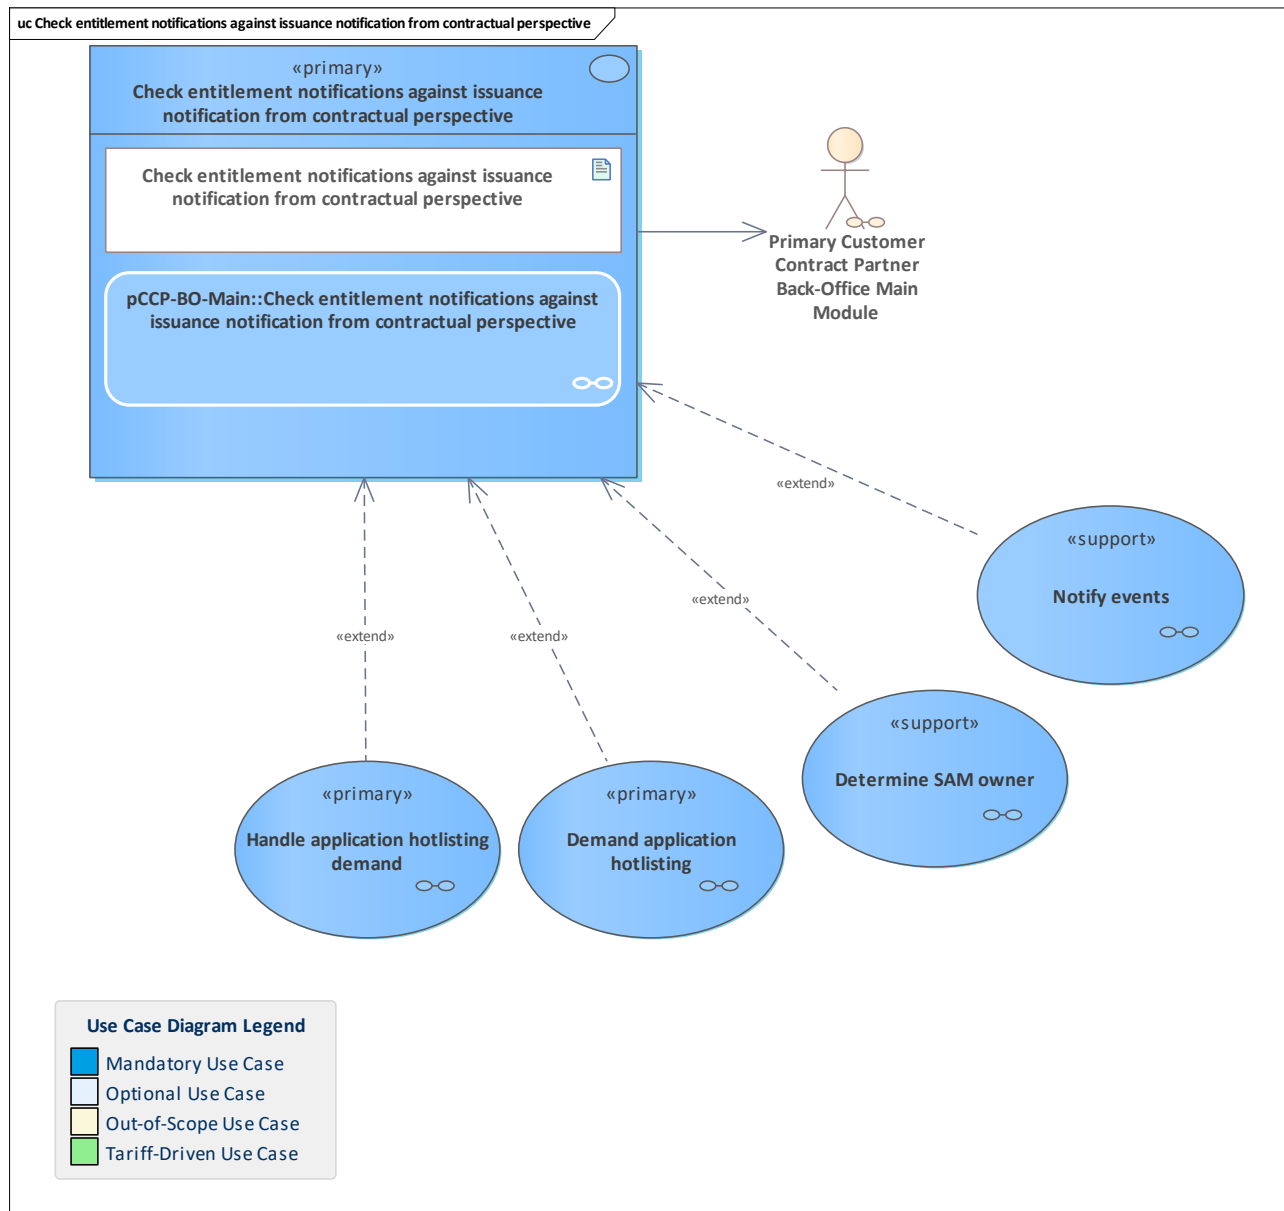 uc Check entitlement notifications against issuance notification from contractual perspective
«primary»
Check entitlement notifications against issuance
notification from contractual perspective
Check entitlement notifications against issuance
notification from contractual perspective
pCCP-BO-Main::Check entitlement notifications against
issuance notification from contractual perspective
Primary Customer
Contract Partner
Back-Office Main
Module
«extend»
«extend»
«extend»
«extend»
«support»
Notify events
«support»
Determine SAM owner
«primary»
Handle application hotlisting
demand
«primary»
Demand application
hotlisting
Use Case Diagram Legend
Mandatory Use Case
Optional Use Case
Out-of-Scope Use Case
Tariff-Driven Use Case